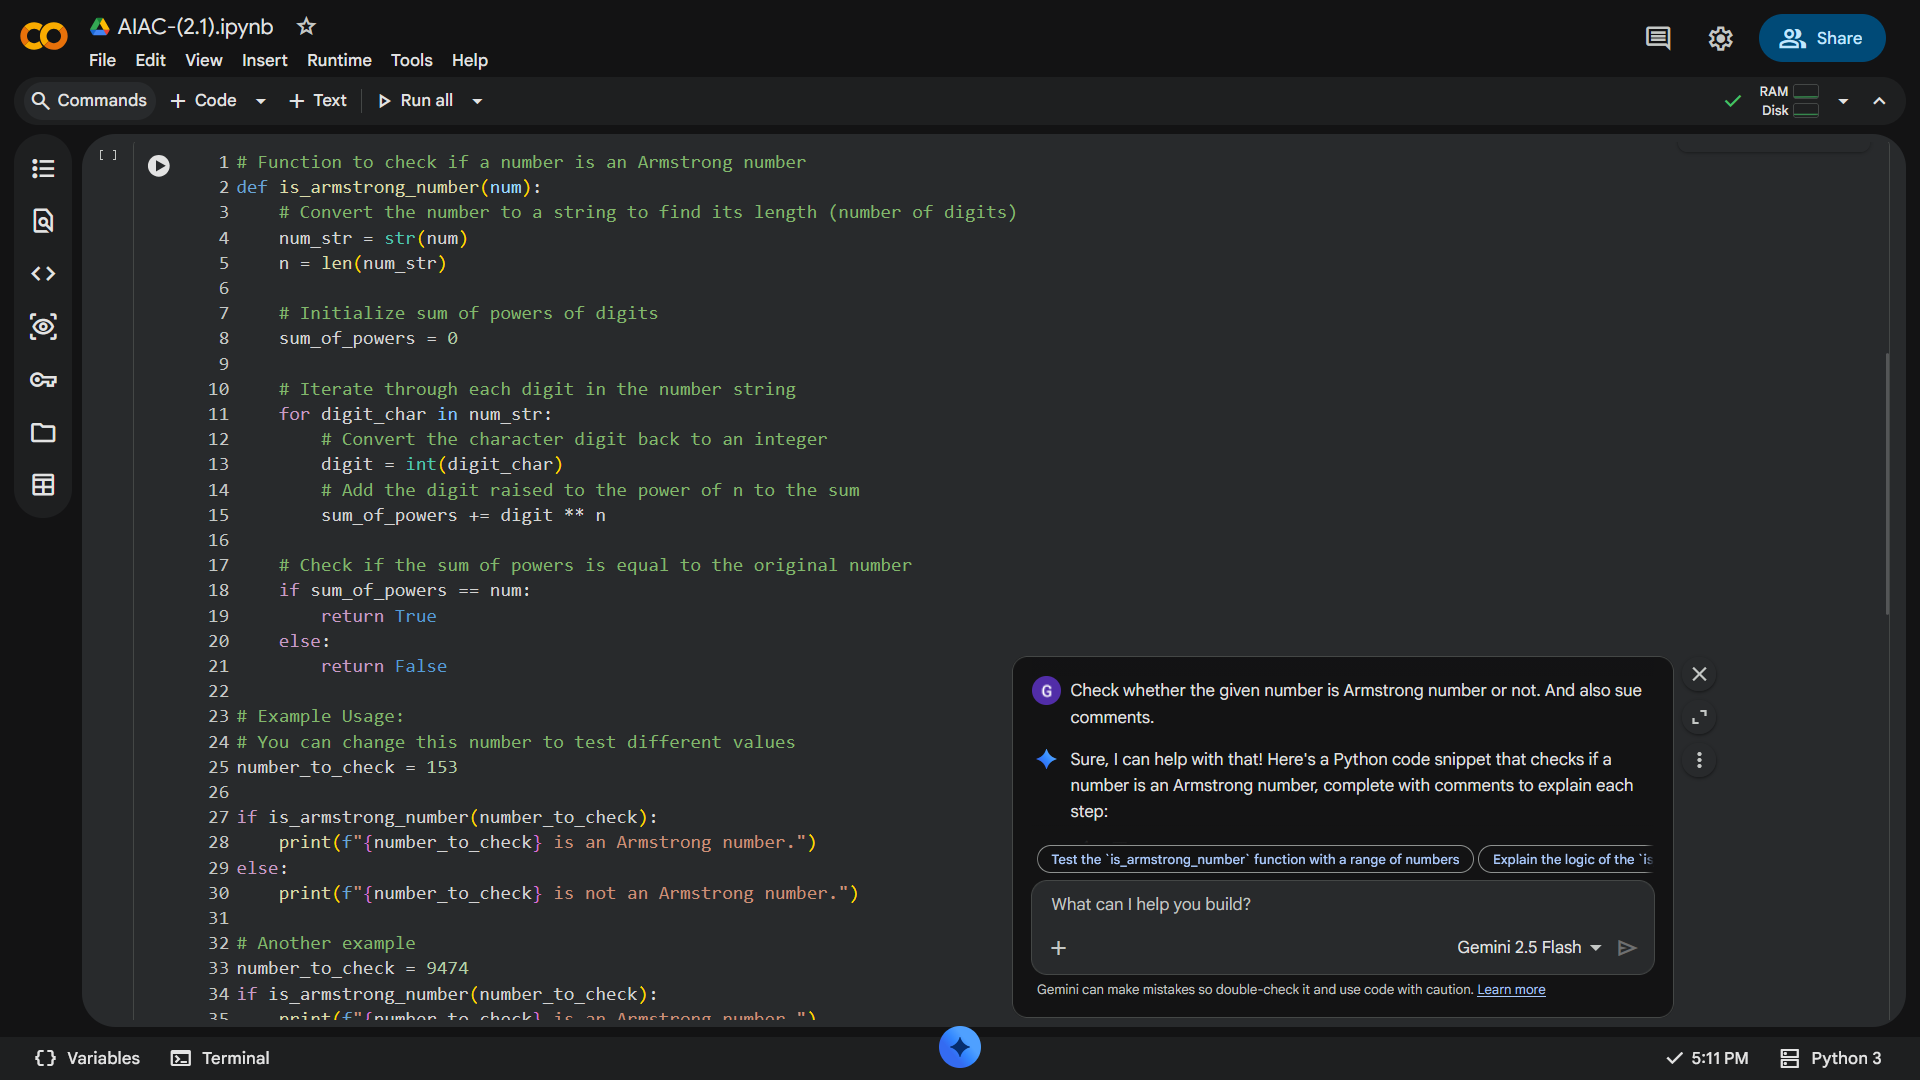 AIAC-(2.1).ipynb
File Edit View Insert Runtime Tools Help
Share
Commands + Code + Text Run all
RAM
Disk
[ ]
1 # Function to check if a number is an Armstrong number
2 def is_armstrong_number(num):
3     # Convert the number to a string to find its length (number of digits)
4     num_str = str(num)
5     n = len(num_str)
6
7     # Initialize sum of powers of digits
8     sum_of_powers = 0
9
10     # Iterate through each digit in the number string
11     for digit_char in num_str:
12         # Convert the character digit back to an integer
13         digit = int(digit_char)
14         # Add the digit raised to the power of n to the sum
15         sum_of_powers += digit ** n
16
17     # Check if the sum of powers is equal to the original number
18     if sum_of_powers == num:
19         return True
20     else:
21         return False
22
23 # Example Usage:
24 # You can change this number to test different values
25 number_to_check = 153
26
27 if is_armstrong_number(number_to_check):
28     print(f"{number_to_check} is an Armstrong number.")
29 else:
30     print(f"{number_to_check} is not an Armstrong number.")
31
32 # Another example
33 number_to_check = 9474
34 if is_armstrong_number(number_to_check):
35     print(f"{number_to_check} is an Armstrong number.")
G
Check whether the given number is Armstrong number or not. And also sue
comments.
Sure, I can help with that! Here's a Python code snippet that checks if a
number is an Armstrong number, complete with comments to explain each
step:
Test the `is_armstrong_number` function with a range of numbers
Explain the logic of the `is
What can I help you build?
+ Gemini 2.5 Flash
Gemini can make mistakes so double-check it and use code with caution. Learn more
{} Variables Terminal
5:11 PM Python 3